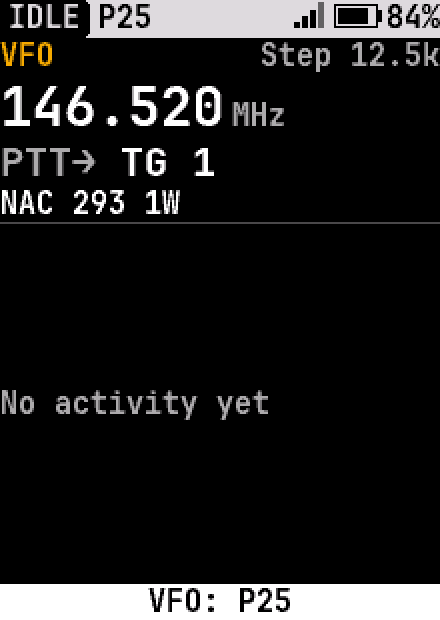 IDLE P25 84%
VFO Step 12.5k
146.520 MHz
PTT→ TG 1
NAC 293 1W
No activity yet
VFO: P25